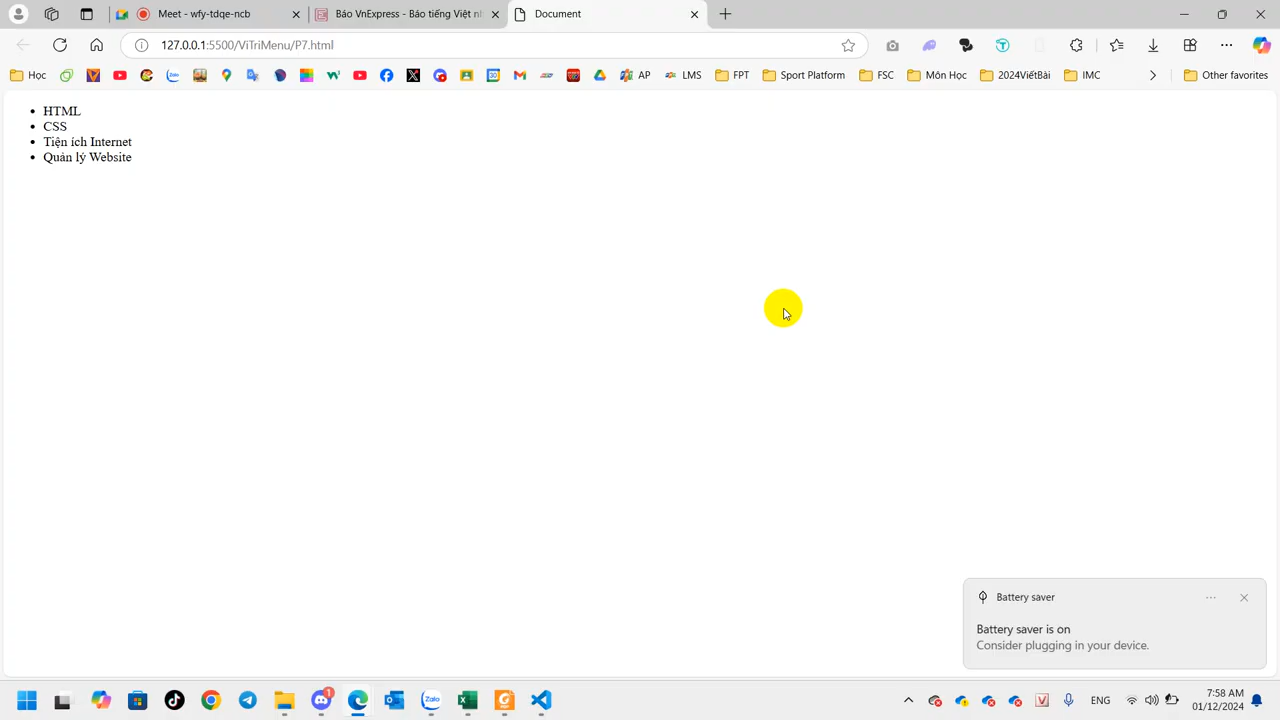 Meet - wfy-tdqe-ncb
Báo VnExpress - Báo tiếng Việt nh
Document
127.0.0.1:5500/ViTriMenu/P7.html
Học
AP
LMS
FPT
Sport Platform
FSC
Môn Học
2024ViếtBài
IMC
Other favorites
HTML
CSS
Tiện ích Internet
Quản lý Website
Battery saver
Battery saver is on
Consider plugging in your device.
ENG
7:58 AM
01/12/2024